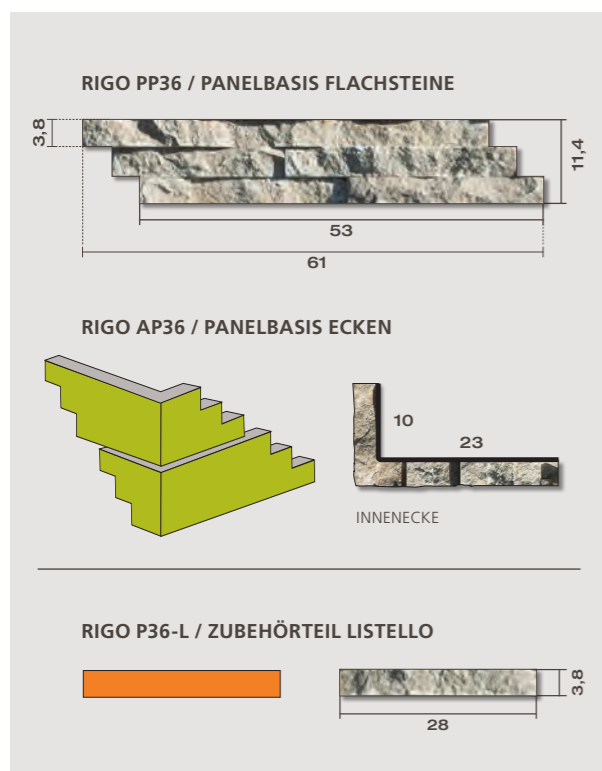 RIGO PP36 / PANELBASIS FLACHSTEINE
3,8
11,4
53
61
RIGO AP36 / PANELBASIS ECKEN
10
23
INNENECKE
RIGO P36-L / ZUBEHÖRTEIL LISTELLO
3,8
28